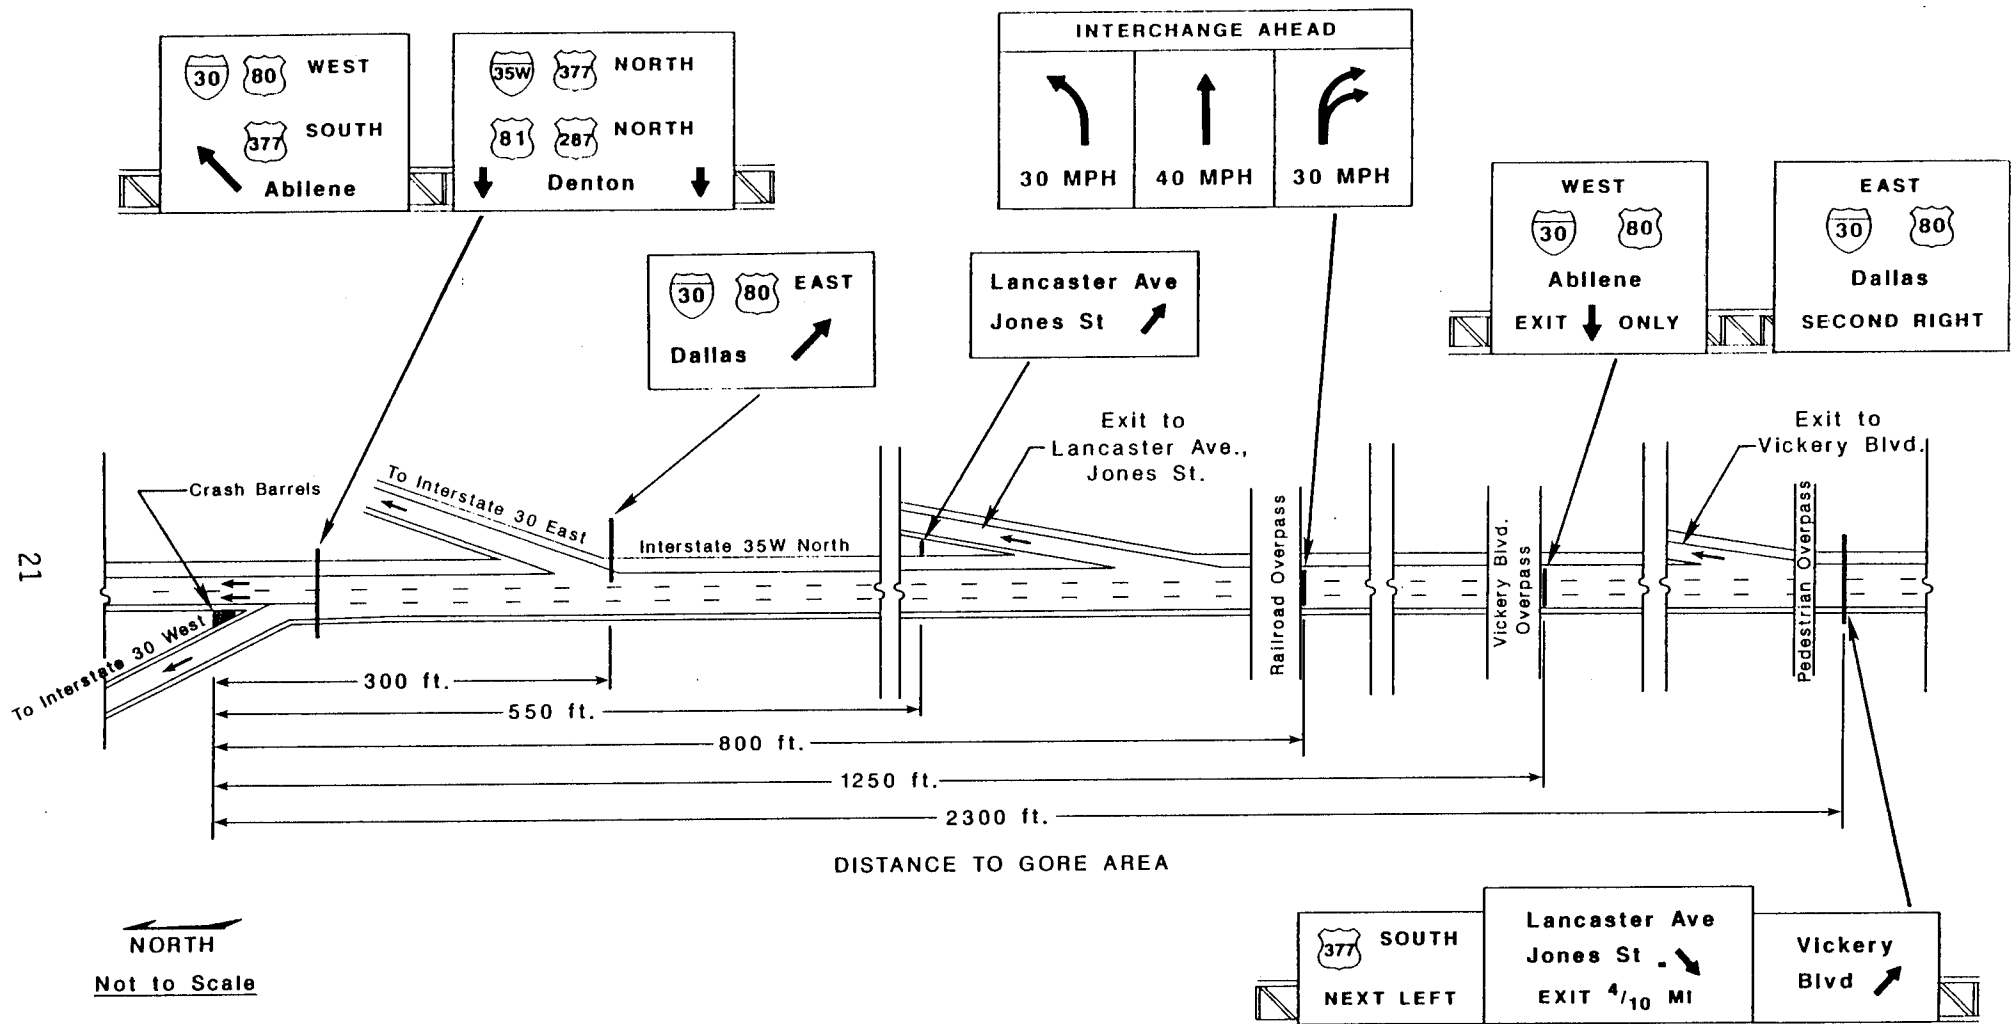 30 80 WEST
377 SOUTH
Abilene
35W 377 NORTH
81 287 NORTH
Denton
INTERCHANGE AHEAD
30 MPH
40 MPH
30 MPH
WEST
30 80
Abilene
EXIT ONLY
EAST
30 80
Dallas
SECOND RIGHT
30 80 EAST
Dallas
Lancaster Ave
Jones St
Exit to
Lancaster Ave.,
Jones St.
Exit to
Vickery Blvd.
Crash Barrels
To Interstate 30 East
Interstate 35W North
To Interstate 30 West
Railroad Overpass
Vickery Blvd.
Overpass
Pedestrian Overpass
21
300 ft.
550 ft.
800 ft.
1250 ft.
2300 ft.
DISTANCE TO GORE AREA
NORTH
Not to Scale
377 SOUTH
NEXT LEFT
Lancaster Ave
Jones St
EXIT 4/10 MI
Vickery
Blvd